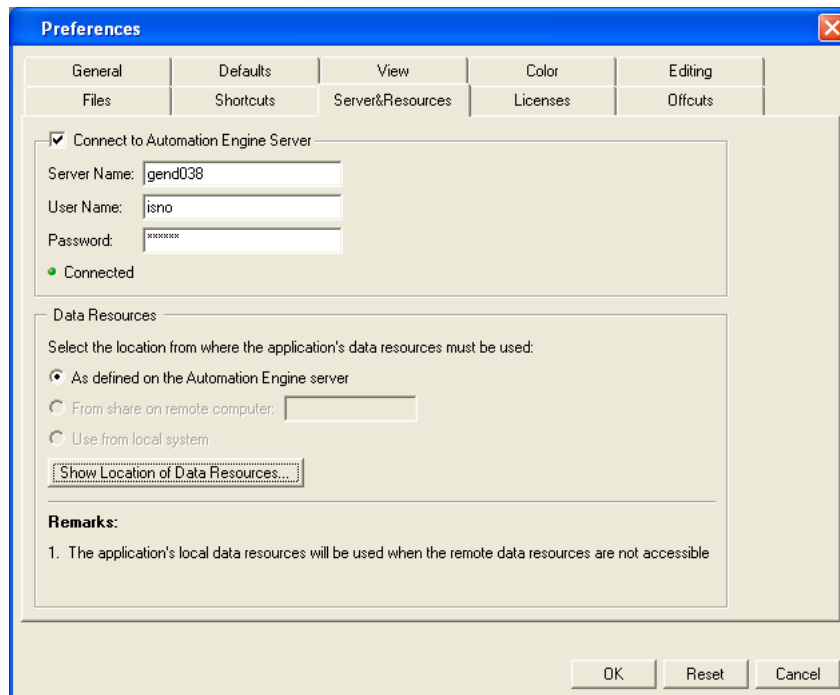 Preferences
General Defaults View Color Editing
Files Shortcuts Server&Resources Licenses Offcuts
Connect to Automation Engine Server
Server Name: gend038
User Name: isno
Password: ******
Connected
Data Resources
Select the location from where the application's data resources must be used:
As defined on the Automation Engine server
From share on remote computer:
Use from local system
Show Location of Data Resources...
Remarks:
1. The application's local data resources will be used when the remote data resources are not accessible
OK Reset Cancel